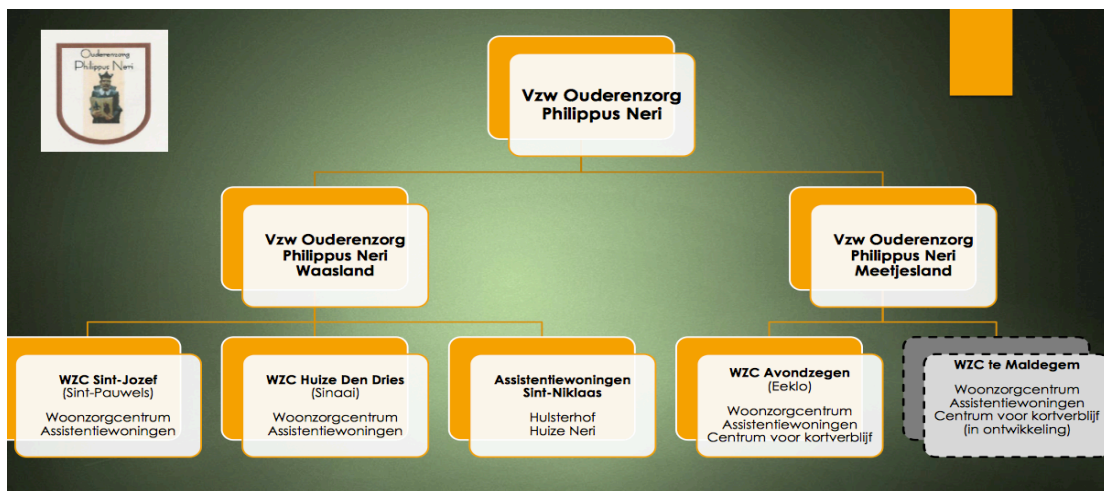 Ouderenzorg
Philippus Neri
Vzw Ouderenzorg
Philippus Neri
Vzw Ouderenzorg
Philippus Neri
Waasland
Vzw Ouderenzorg
Philippus Neri
Meetjesland
WZC Sint-Jozef
(Sint-Pauwels)
Woonzorgcentrum
Assistentiewoningen
WZC Huize Den Dries
(Sinaai)
Woonzorgcentrum
Assistentiewoningen
Assistentiewoningen
Sint-Niklaas
Hulsterhof
Huize Neri
WZC Avondzegen
(Eeklo)
Woonzorgcentrum
Assistentiewoningen
Centrum voor kortverblijf
WZC te Maldegem
Woonzorgcentrum
Assistentiewoningen
Centrum voor kortverblijf
(in ontwikkeling)